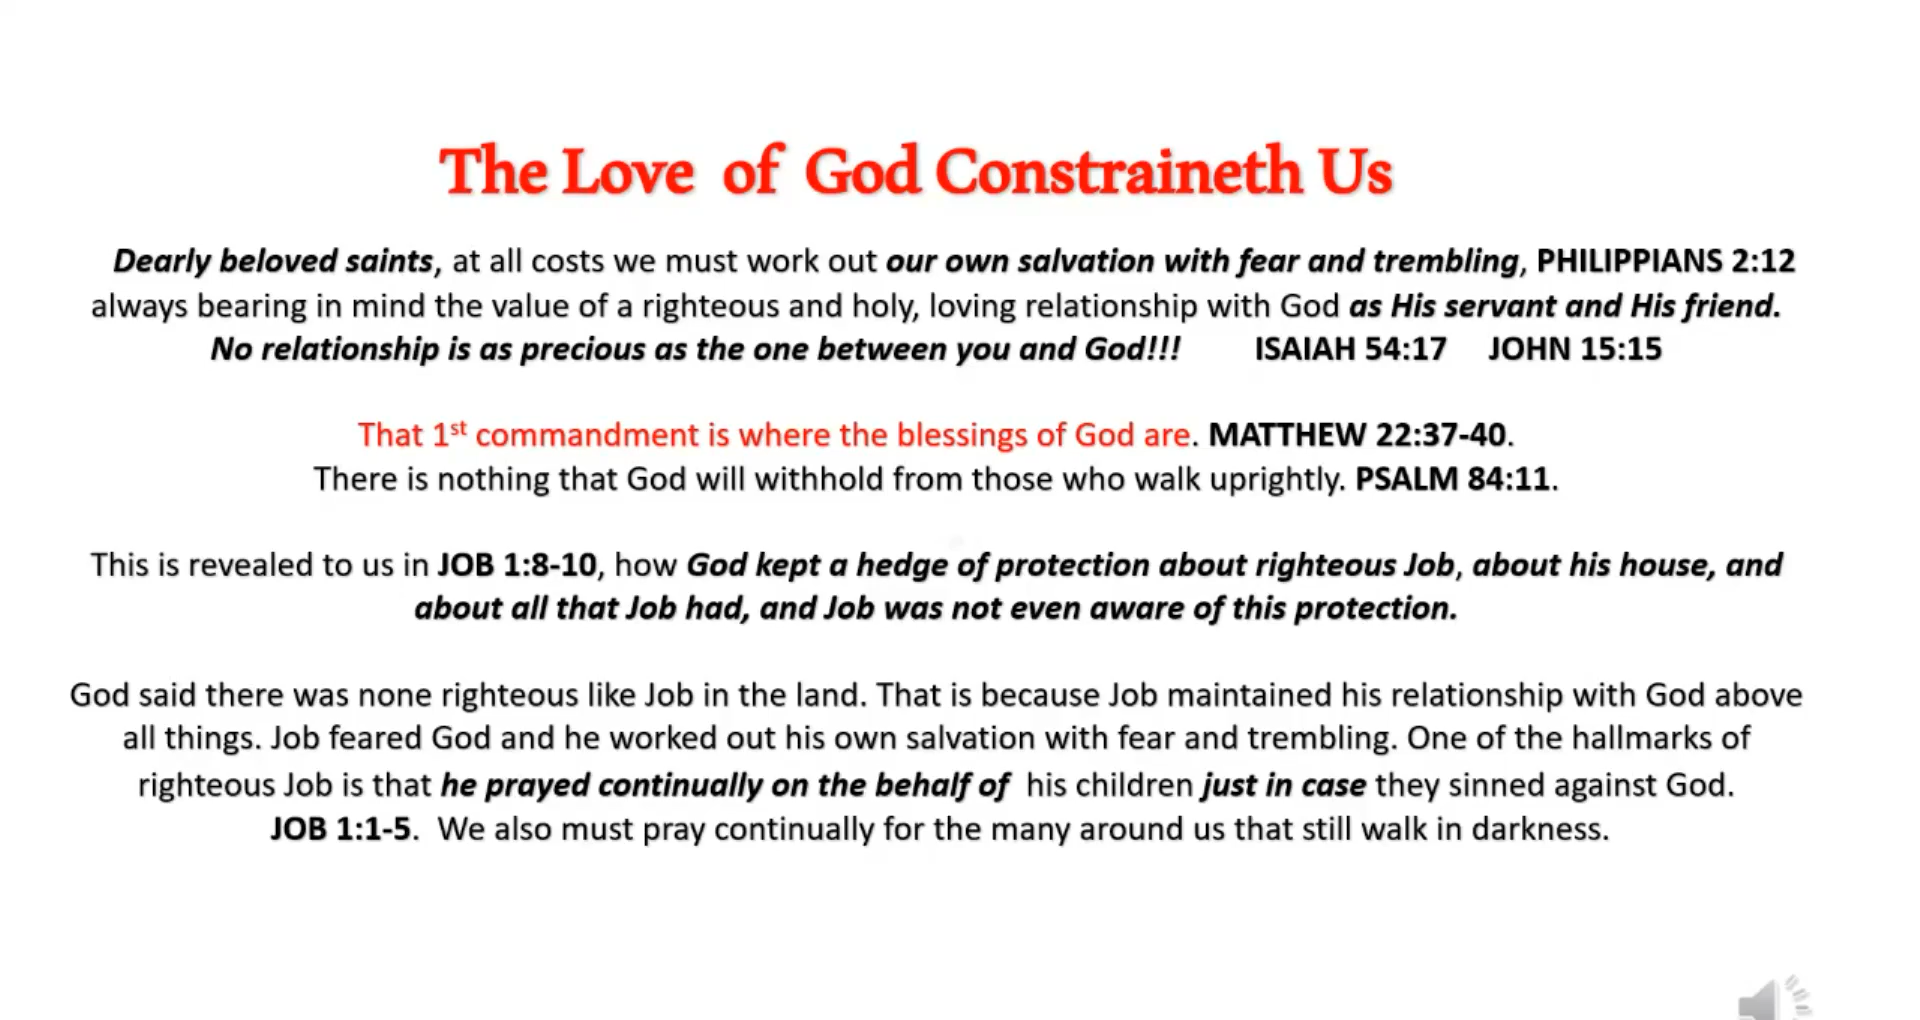 The Love of God Constraineth Us
Dearly beloved saints, at all costs we must work out our own salvation with fear and trembling, PHILIPPIANS 2:12
always bearing in mind the value of a righteous and holy, loving relationship with God as His servant and His friend.
No relationship is as precious as the one between you and God!!! ISAIAH 54:17 JOHN 15:15
That 1st commandment is where the blessings of God are. MATTHEW 22:37-40.
There is nothing that God will withhold from those who walk uprightly. PSALM 84:11.
This is revealed to us in JOB 1:8-10, how God kept a hedge of protection about righteous Job, about his house, and
about all that Job had, and Job was not even aware of this protection.
God said there was none righteous like Job in the land. That is because Job maintained his relationship with God above
all things. Job feared God and he worked out his own salvation with fear and trembling. One of the hallmarks of
righteous Job is that he prayed continually on the behalf of his children just in case they sinned against God.
JOB 1:1-5. We also must pray continually for the many around us that still walk in darkness.